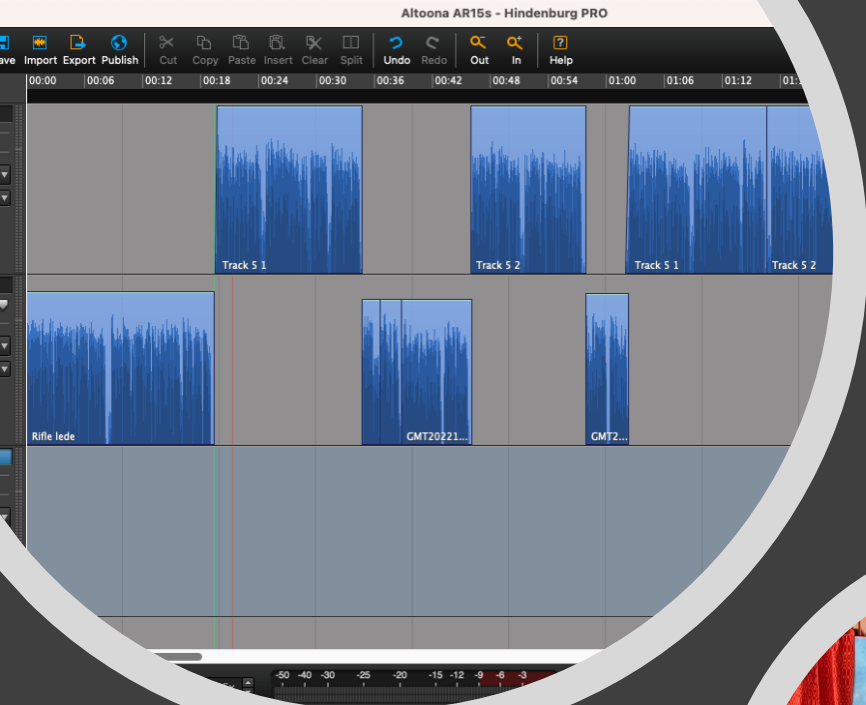 Altoona AR15s - Hindenburg PRO
ave Import Export Publish Cut Copy Paste Insert Clear Split Undo Redo Out In Help
00:00 00:06 00:12 00:18 00:24 00:30 00:36 00:42 00:48 00:54 01:00 01:06 01:12 01:
Track 5 1 Track 5 2 Track 5 1 Track 5 2
Rifle lede GMT20221... GMT2...
-50 -40 -30 -25 -20 -15 -12 -9 -6 -3